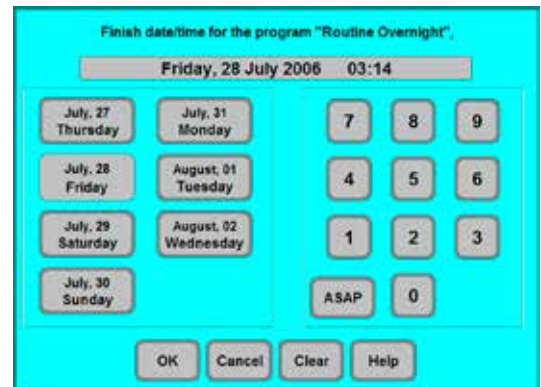 Finish date/time for the program "Routine Overnight",
Friday, 28 July 2006 03:14
July, 27
Thursday
July, 31
Monday
July, 28
Friday
August, 01
Tuesday
July, 29
Saturday
August, 02
Wednesday
July, 30
Sunday
7 8 9
4 5 6
1 2 3
ASAP 0
OK Cancel Clear Help